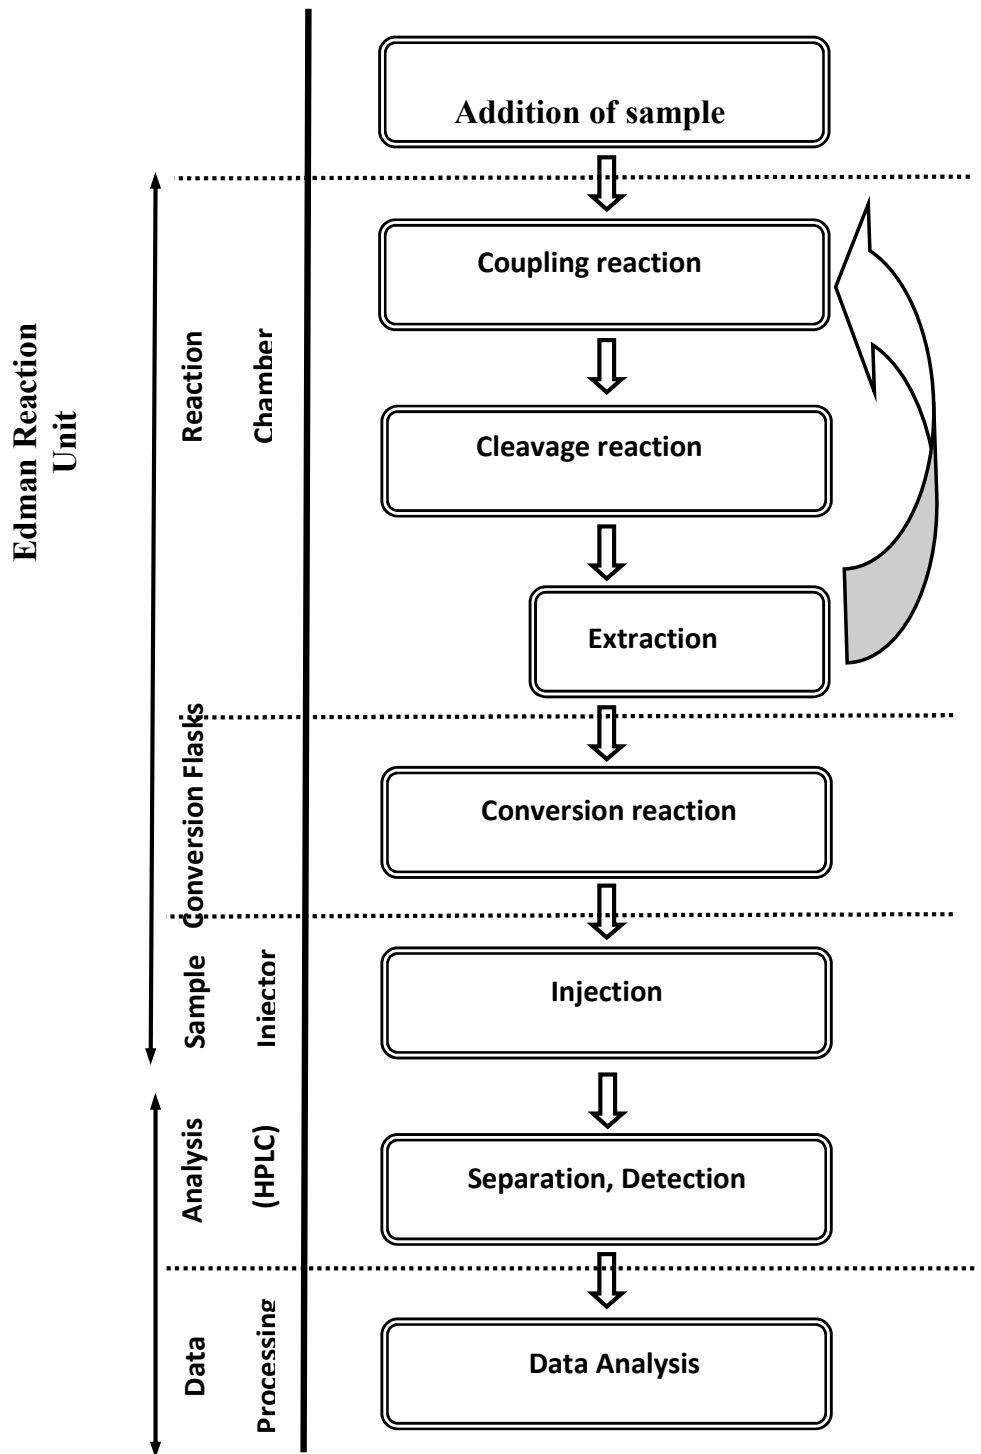 Addition of sample
Edman Reaction
Unit
Reaction
Chamber
Coupling reaction
Cleavage reaction
Extraction
Conversion Flasks
Conversion reaction
Sample
Injector
Injection
Analysis
(HPLC)
Separation, Detection
Data
Processing
Data Analysis